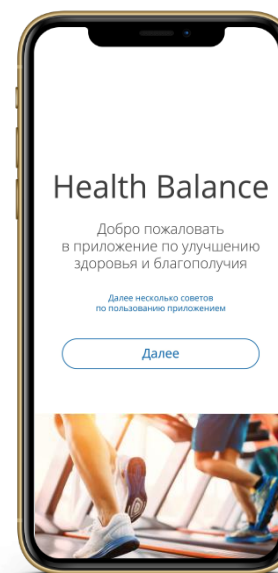 Health Balance
Добро пожаловать
в приложение по улучшению
здоровья и благополучия
Далее несколько советов
по пользованию приложением
Далее